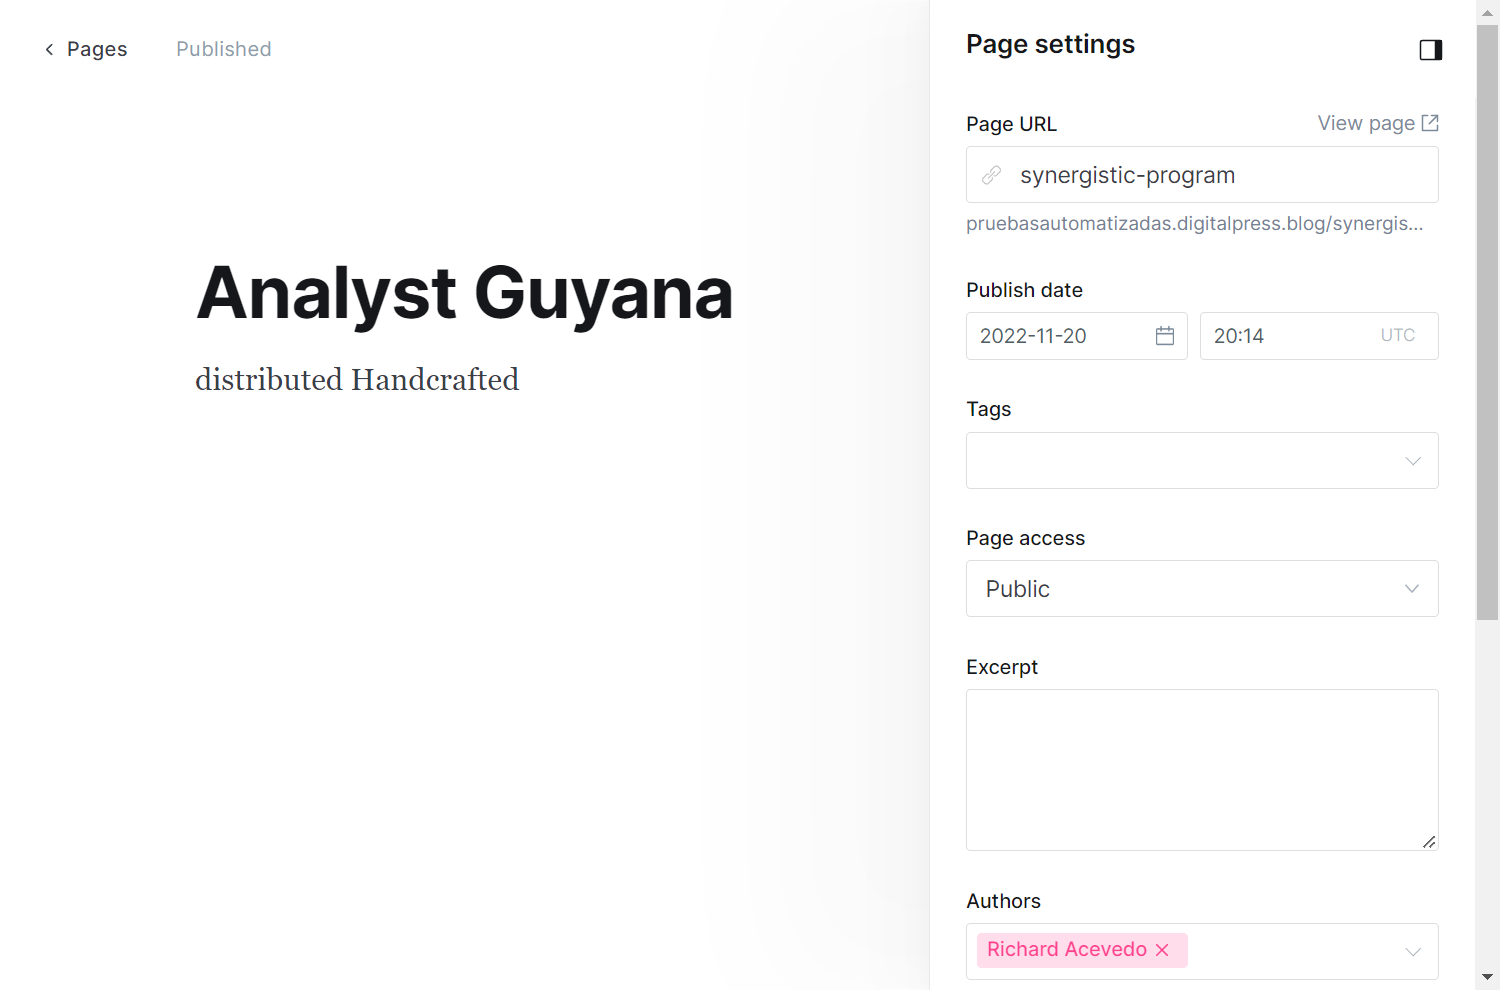 Pages Published
Analyst Guyana
distributed Handcrafted
Page settings
Page URL View page
synergistic-program
pruebasautomatizadas.digitalpress.blog/synergis...
Publish date
2022-11-20 20:14 UTC
Tags
Page access
Public
Excerpt
Authors
Richard Acevedo